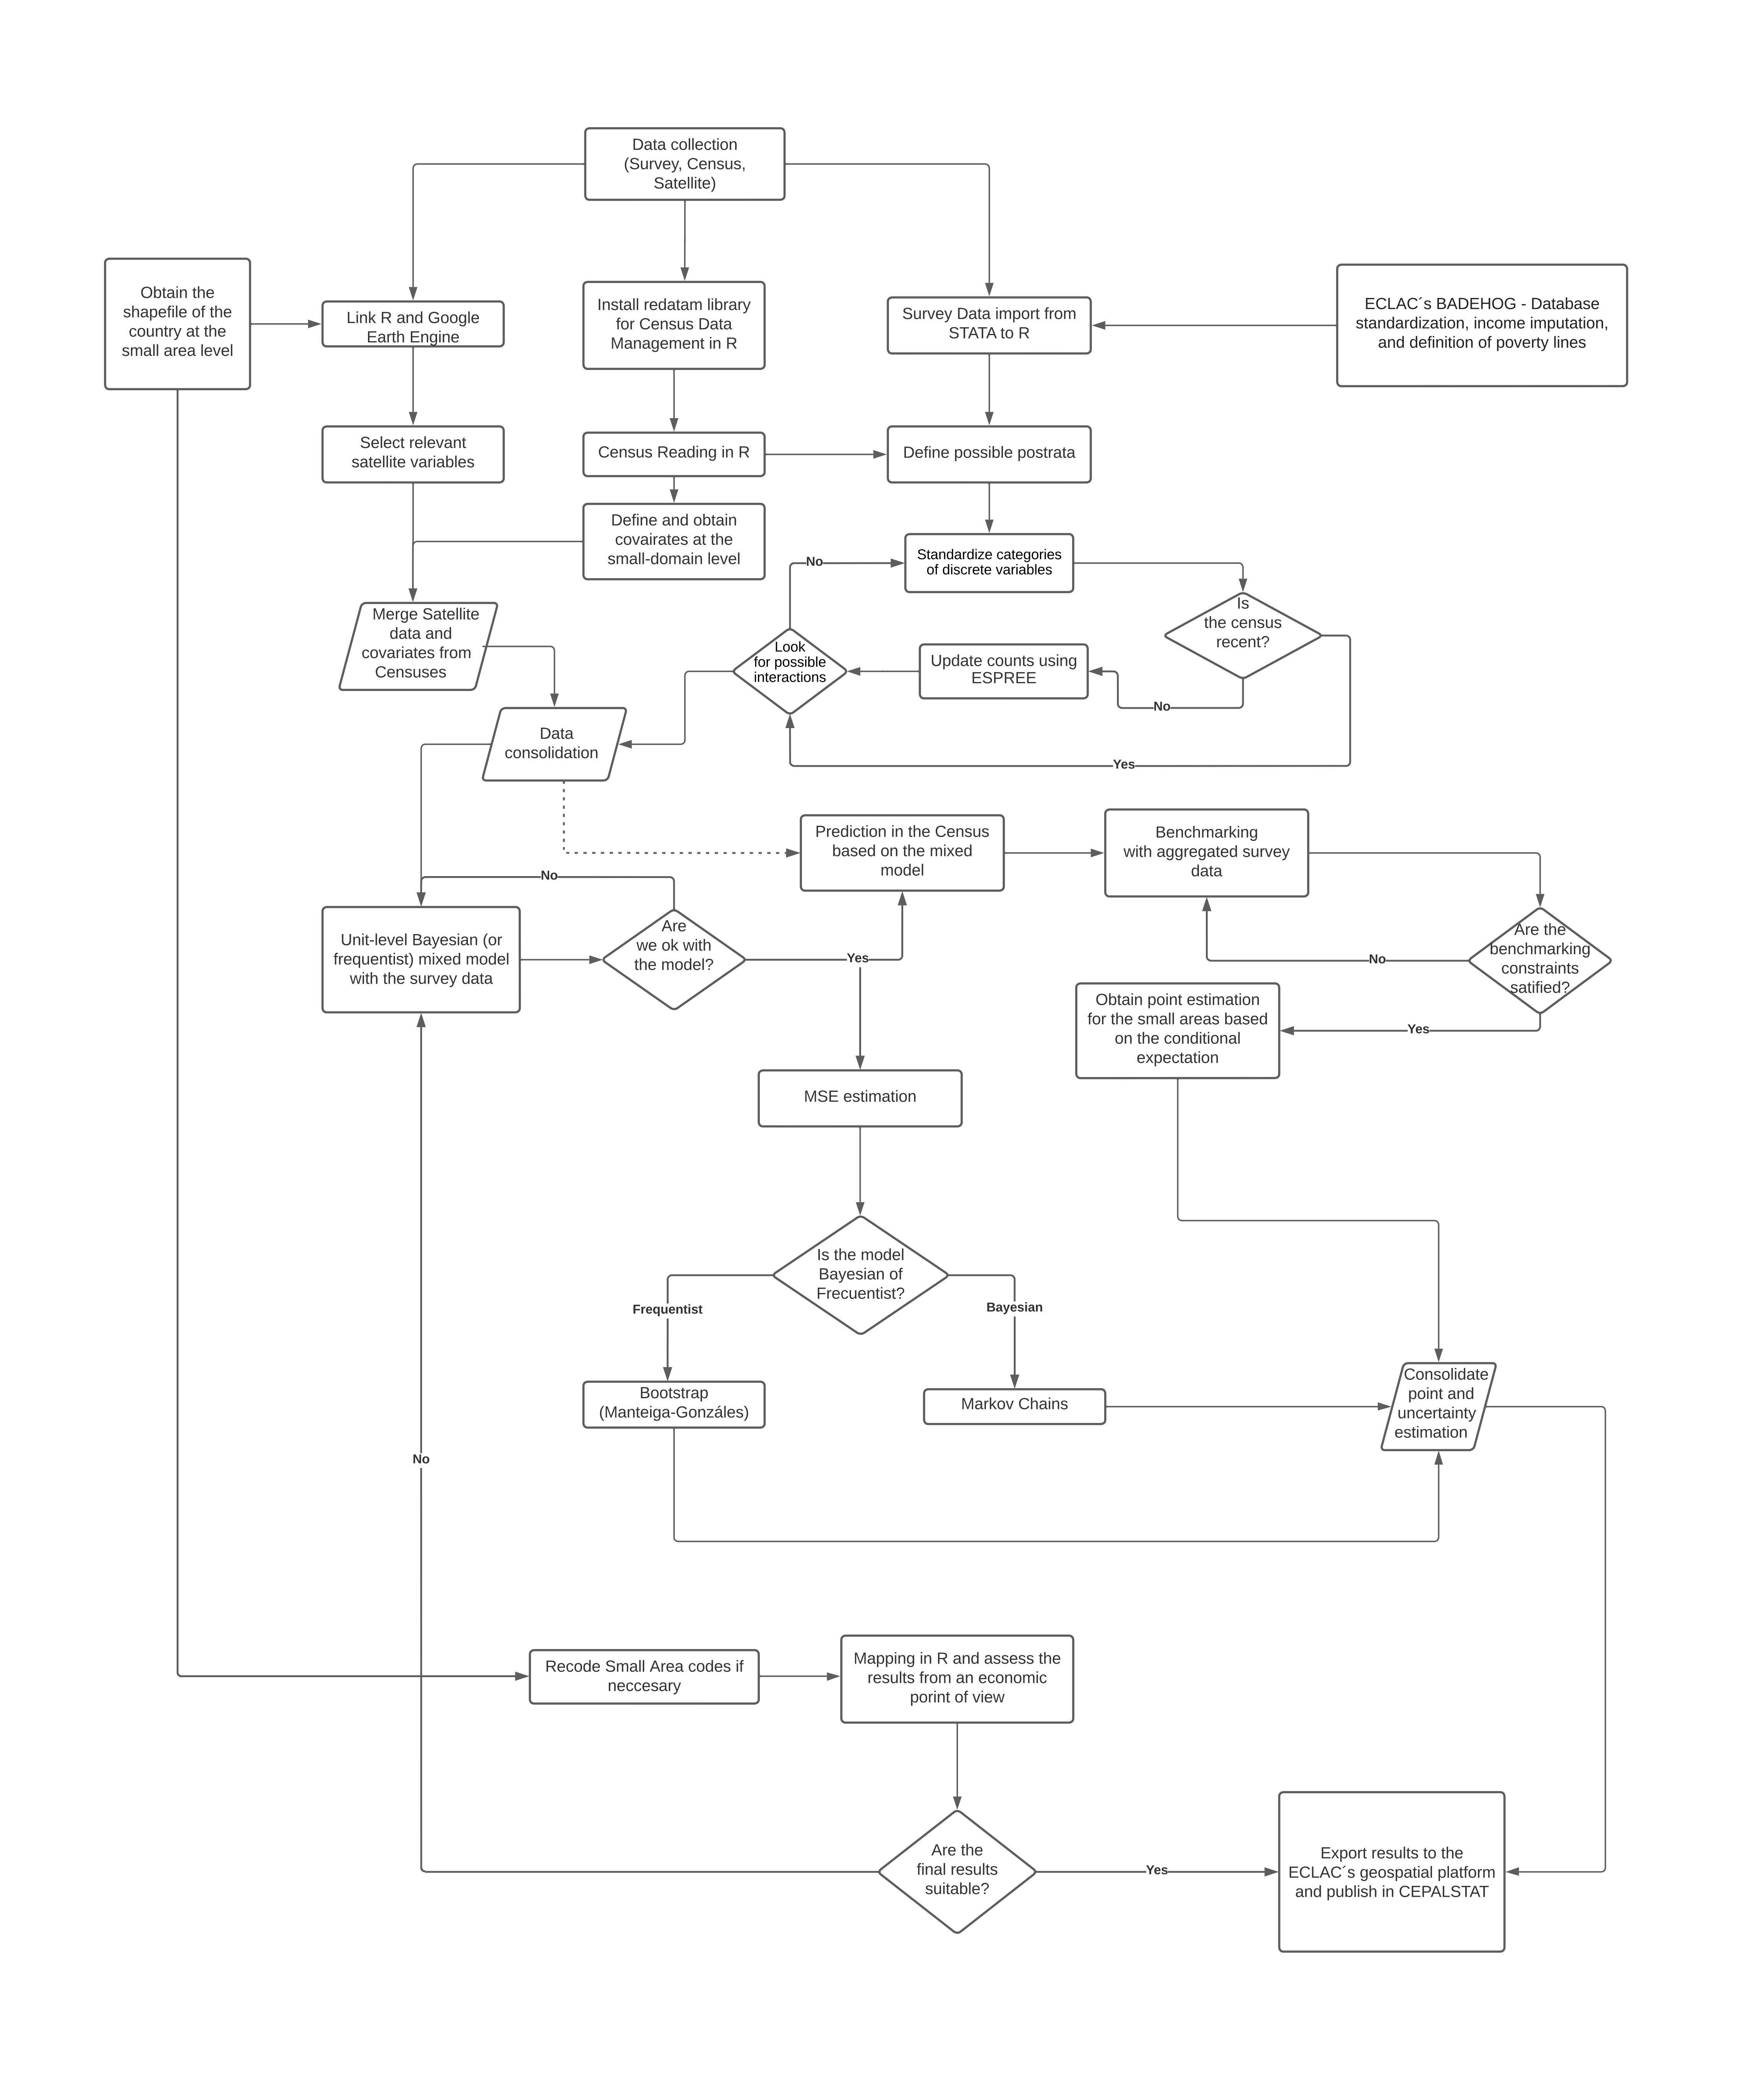 Data collection
(Survey, Census,
Satellite)
Obtain the
shapefile of the
country at the
small area level
Link R and Google
Earth Engine
Install redatam library
for Census Data
Management in R
Survey Data import from
STATA to R
ECLAC´s BADEHOG - Database
standardization, income imputation,
and definition of poverty lines
Select relevant
satellite variables
Census Reading in R
Define possible postrata
Define and obtain
covairates at the
small-domain level
No
Standardize categories
of discrete variables
Is
the census
recent?
Merge Satellite
data and
covariates from
Censuses
Look
for possible
interactions
Update counts using
ESPREE
No
Data
consolidation
Yes
Prediction in the Census
based on the mixed
model
Benchmarking
with aggregated survey
data
No
Unit-level Bayesian (or
frequentist) mixed model
with the survey data
Are
we ok with
the model?
Yes
No
Are the
benchmarking
constraints
satified?
Obtain point estimation
for the small areas based
on the conditional
expectation
Yes
MSE estimation
Is the model
Bayesian of
Frecuentist?
Frequentist
Bayesian
Bootstrap
(Manteiga-Gonzáles)
Markov Chains
Consolidate
point and
uncertainty
estimation
No
Recode Small Area codes if
neccesary
Mapping in R and assess the
results from an economic
porint of view
Are the
final results
suitable?
Yes
Export results to the
ECLAC´s geospatial platform
and publish in CEPALSTAT